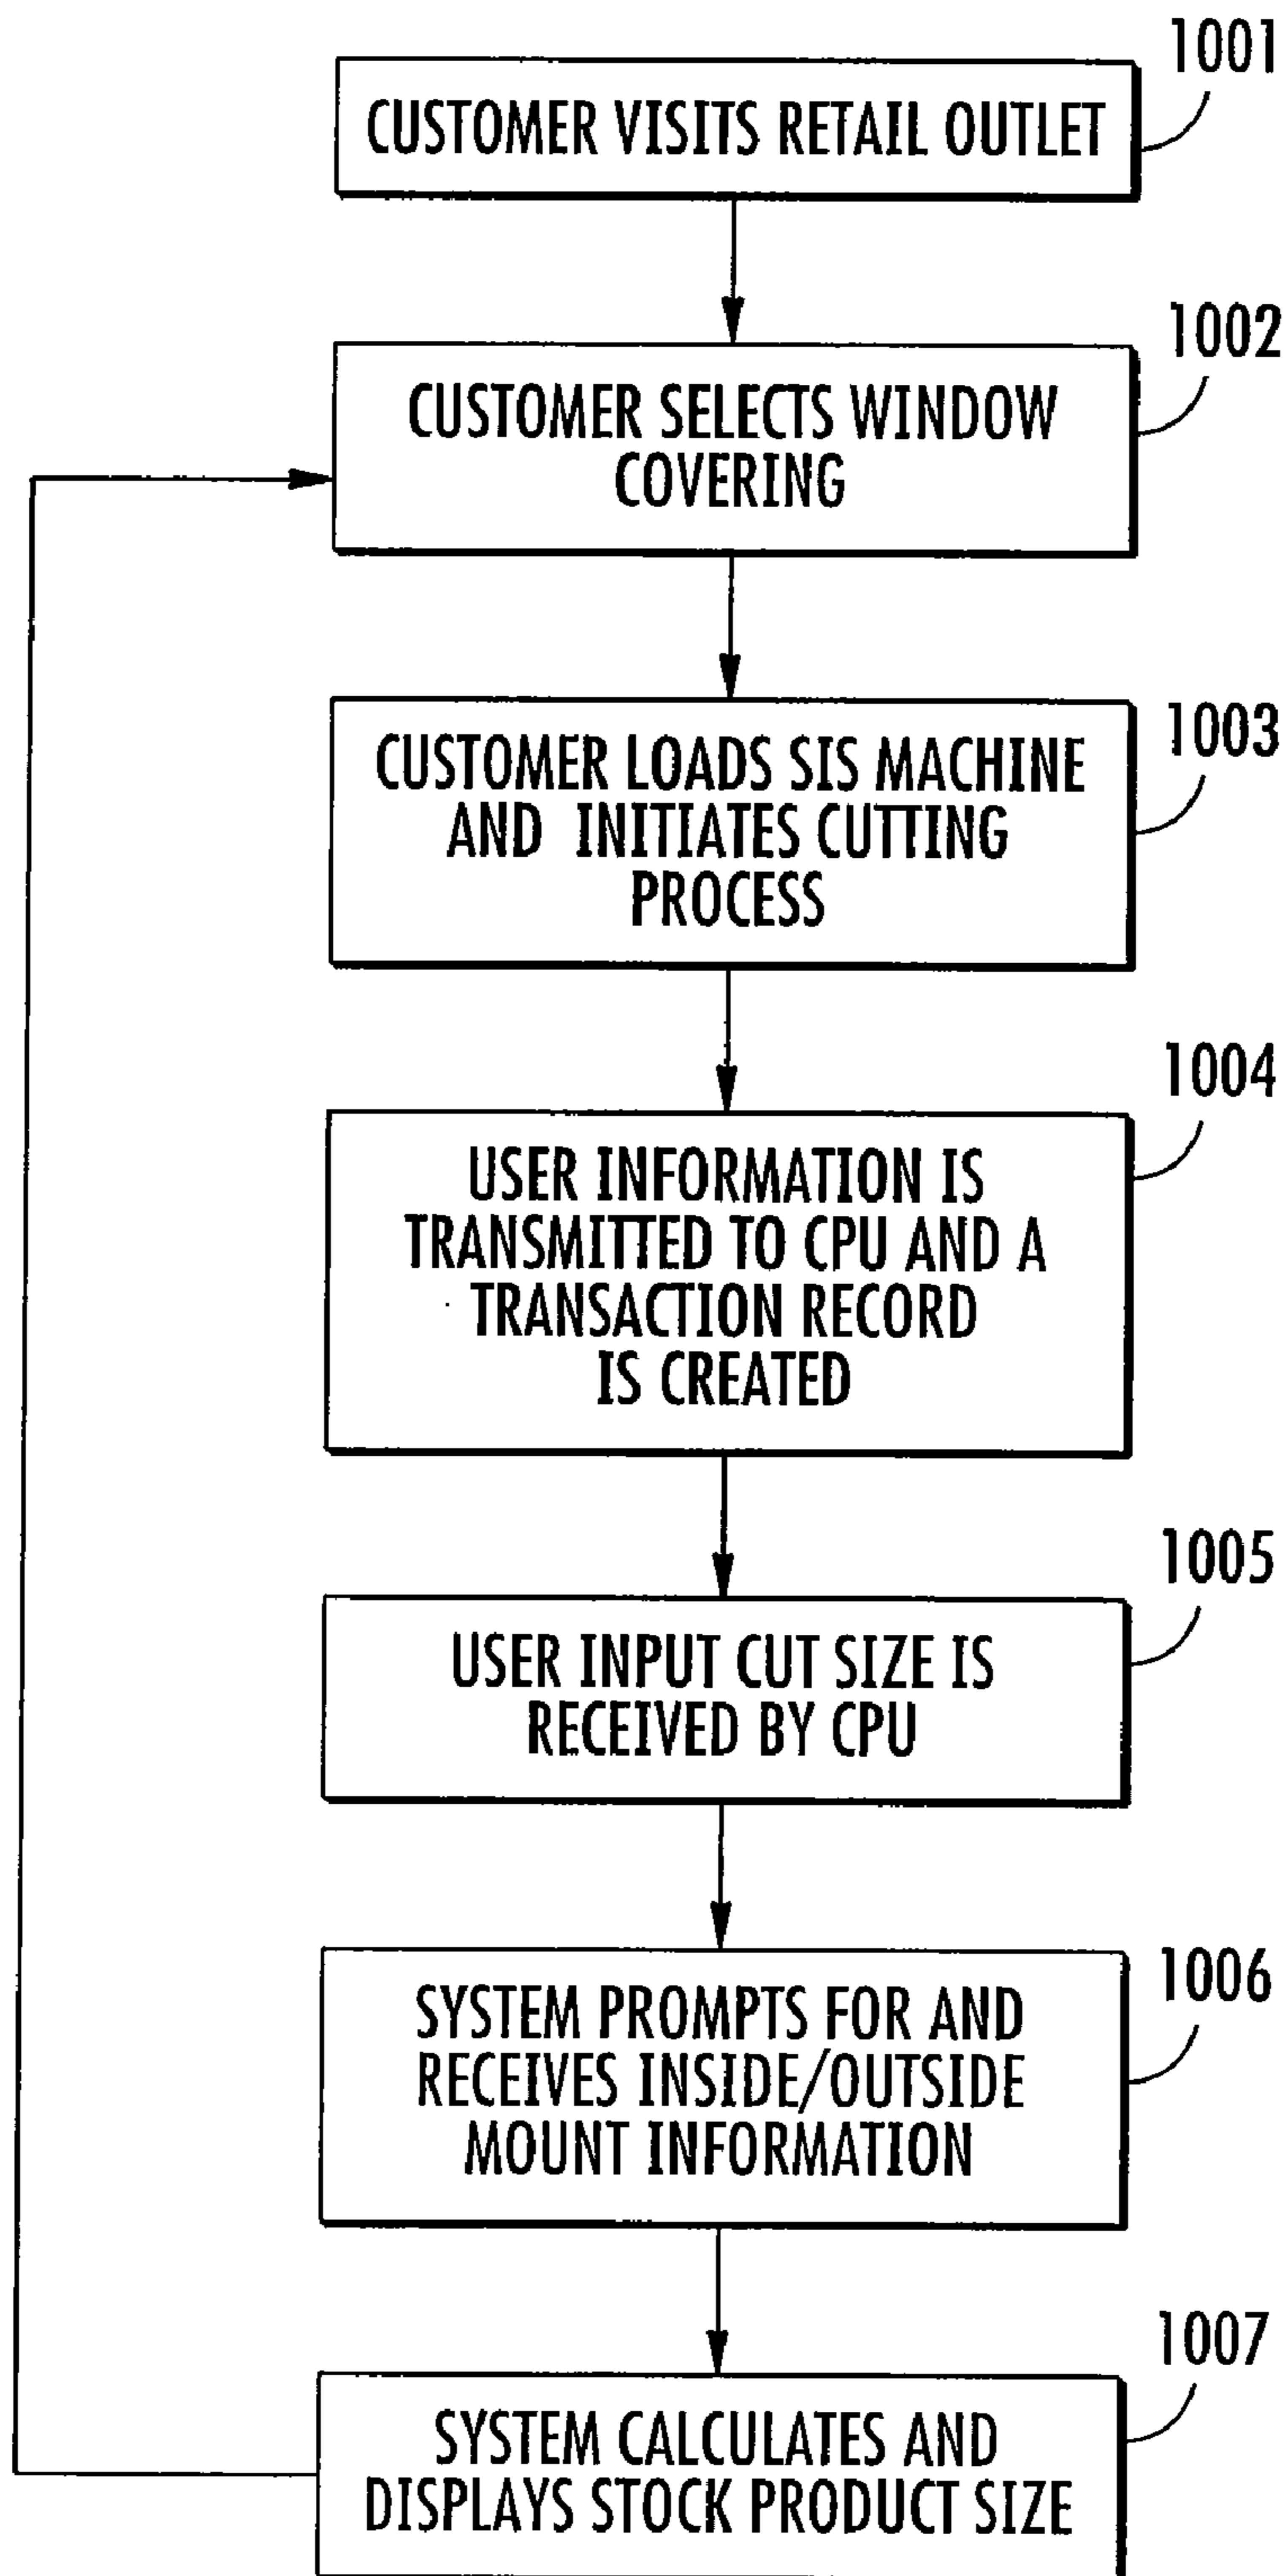 1001
CUSTOMER VISITS RETAIL OUTLET
1002
CUSTOMER SELECTS WINDOW
COVERING
1003
CUSTOMER LOADS SIS MACHINE
AND INITIATES CUTTING
PROCESS
1004
USER INFORMATION IS
TRANSMITTED TO CPU AND A
TRANSACTION RECORD
IS CREATED
1005
USER INPUT CUT SIZE IS
RECEIVED BY CPU
1006
SYSTEM PROMPTS FOR AND
RECEIVES INSIDE/OUTSIDE
MOUNT INFORMATION
1007
SYSTEM CALCULATES AND
DISPLAYS STOCK PRODUCT SIZE